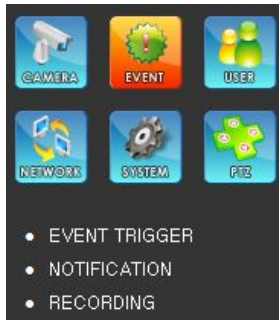 CAMERA EVENT USER
NETWORK SYSTEM PTZ
EVENT TRIGGER
NOTIFICATION
RECORDING